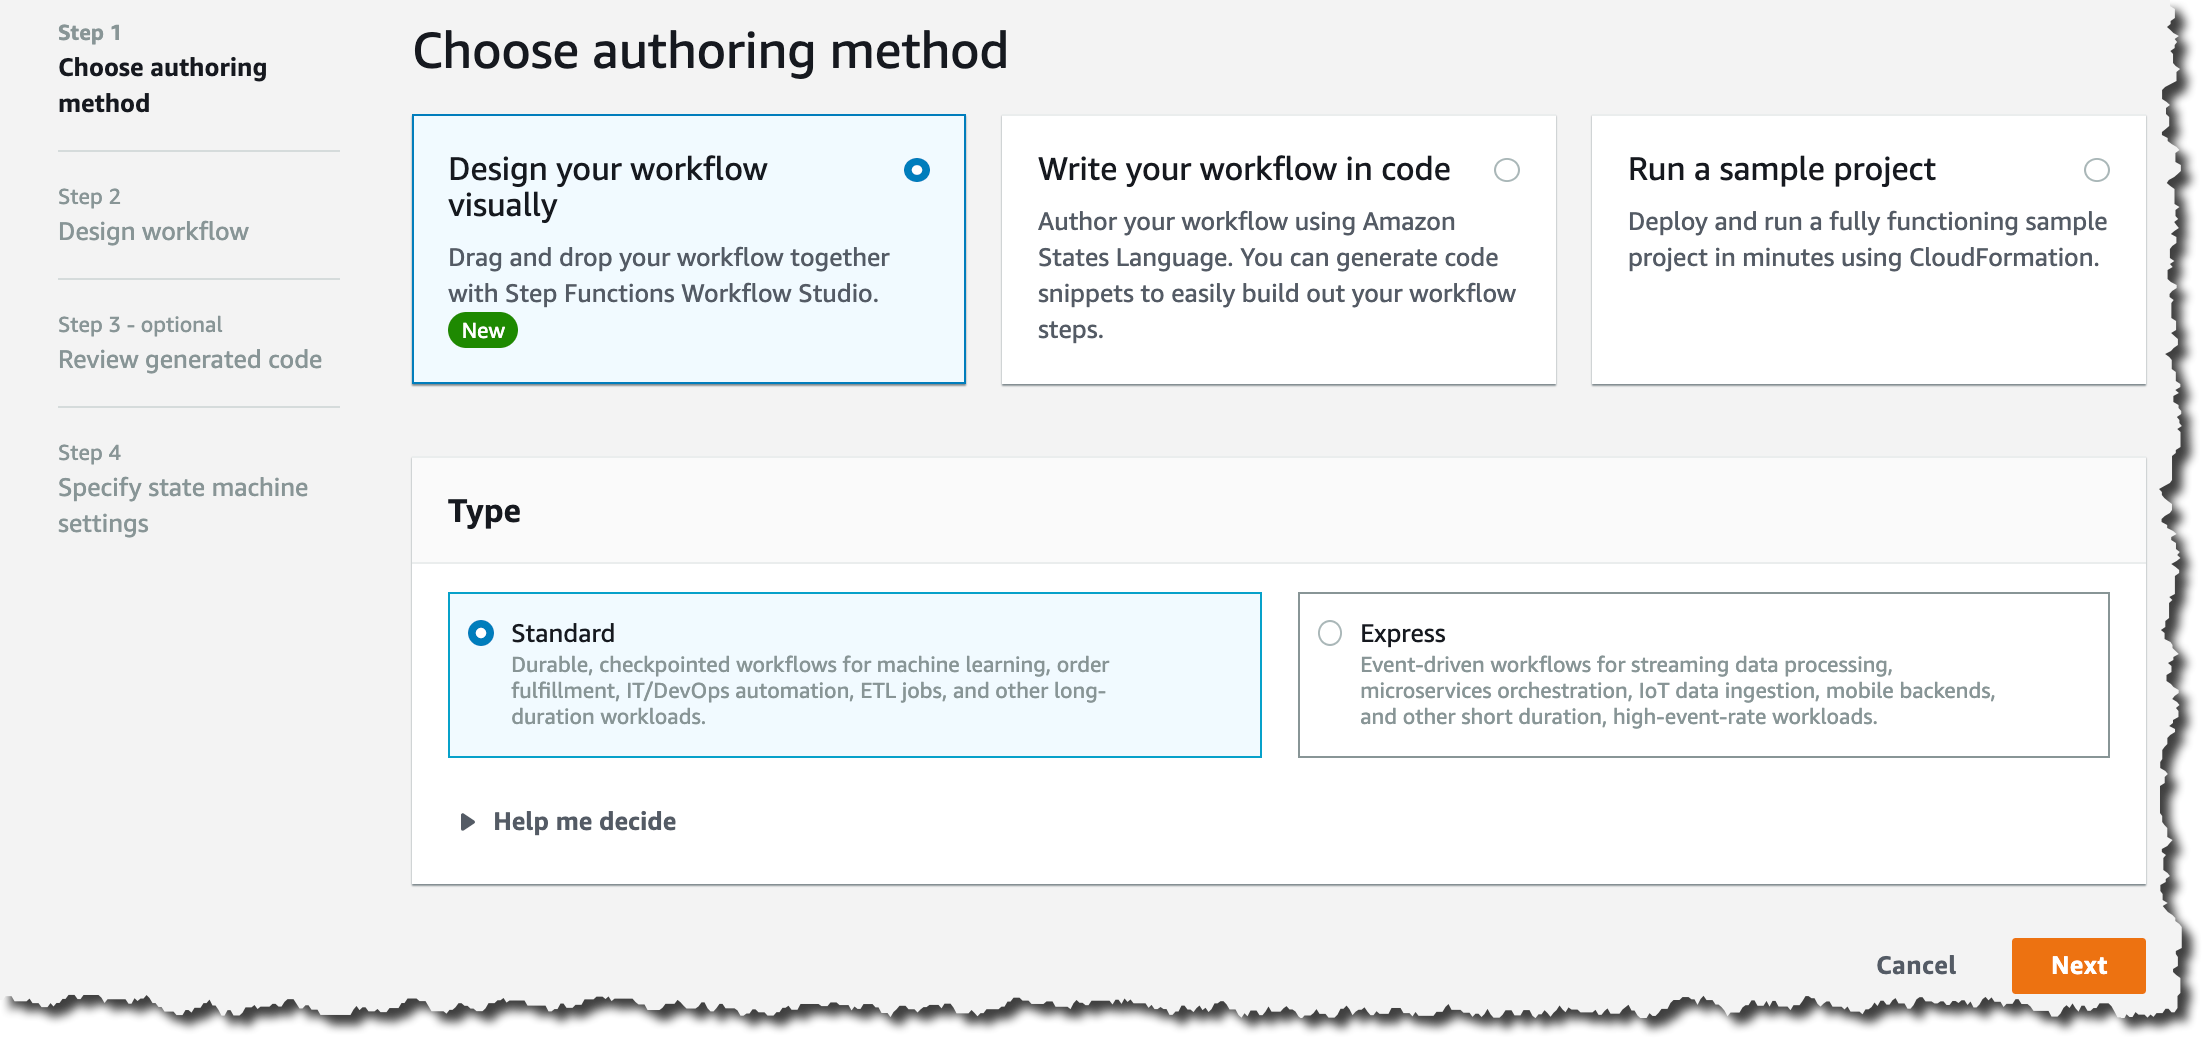 Step 1
Choose authoring
method
Step 2
Design workflow
Step 3 - optional
Review generated code
Step 4
Specify state machine
settings
Choose authoring method
Design your workflow
visually
Drag and drop your workflow together
with Step Functions Workflow Studio.
New
Write your workflow in code
Author your workflow using Amazon
States Language. You can generate code
snippets to easily build out your workflow
steps.
Run a sample project
Deploy and run a fully functioning sample
project in minutes using CloudFormation.
Type
Standard
Durable, checkpointed workflows for machine learning, order
fulfillment, IT/DevOps automation, ETL jobs, and other long-
duration workloads.
Express
Event-driven workflows for streaming data processing,
microservices orchestration, IoT data ingestion, mobile backends,
and other short duration, high-event-rate workloads.
Help me decide
Cancel
Next